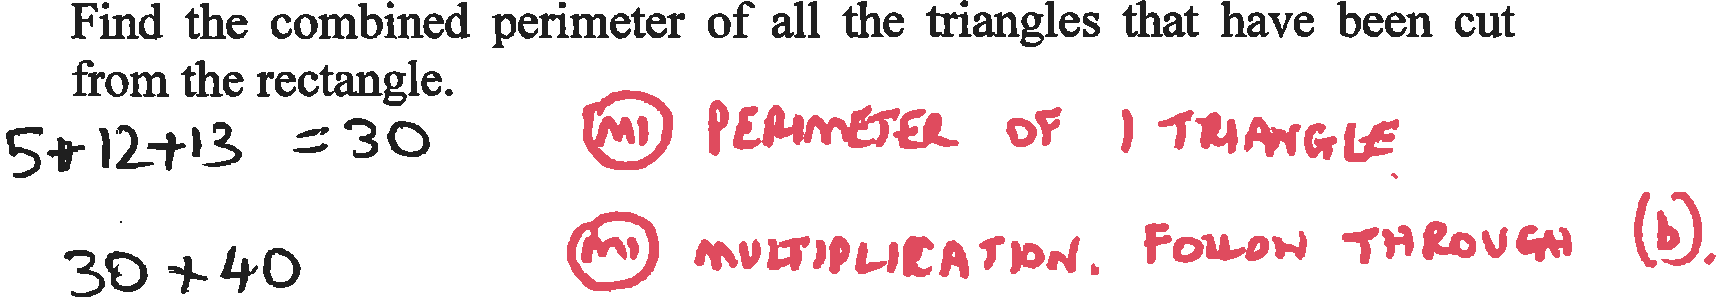 Find the combined perimeter of all the triangles that have been cut
from the rectangle.
5+12+13 = 30 (M1) PERIMETER OF 1 TRIANGLE.
30 + 40 (M1) MULTIPLICATION. FOLLOW THROUGH (b).